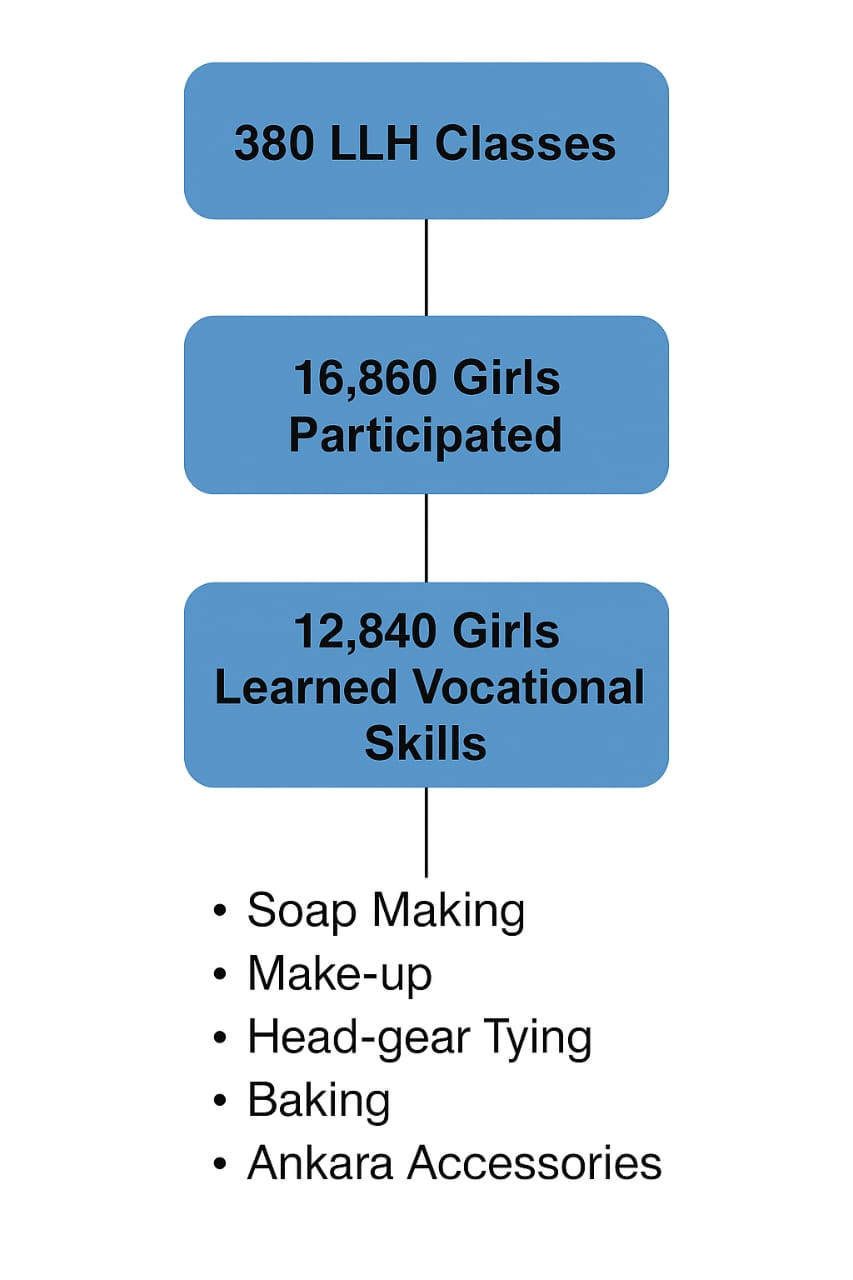 380 LLH Classes
16,860 Girls
Participated
12,840 Girls
Learned Vocational
Skills
• Soap Making
• Make-up
• Head-gear Tying
• Baking
• Ankara Accessories